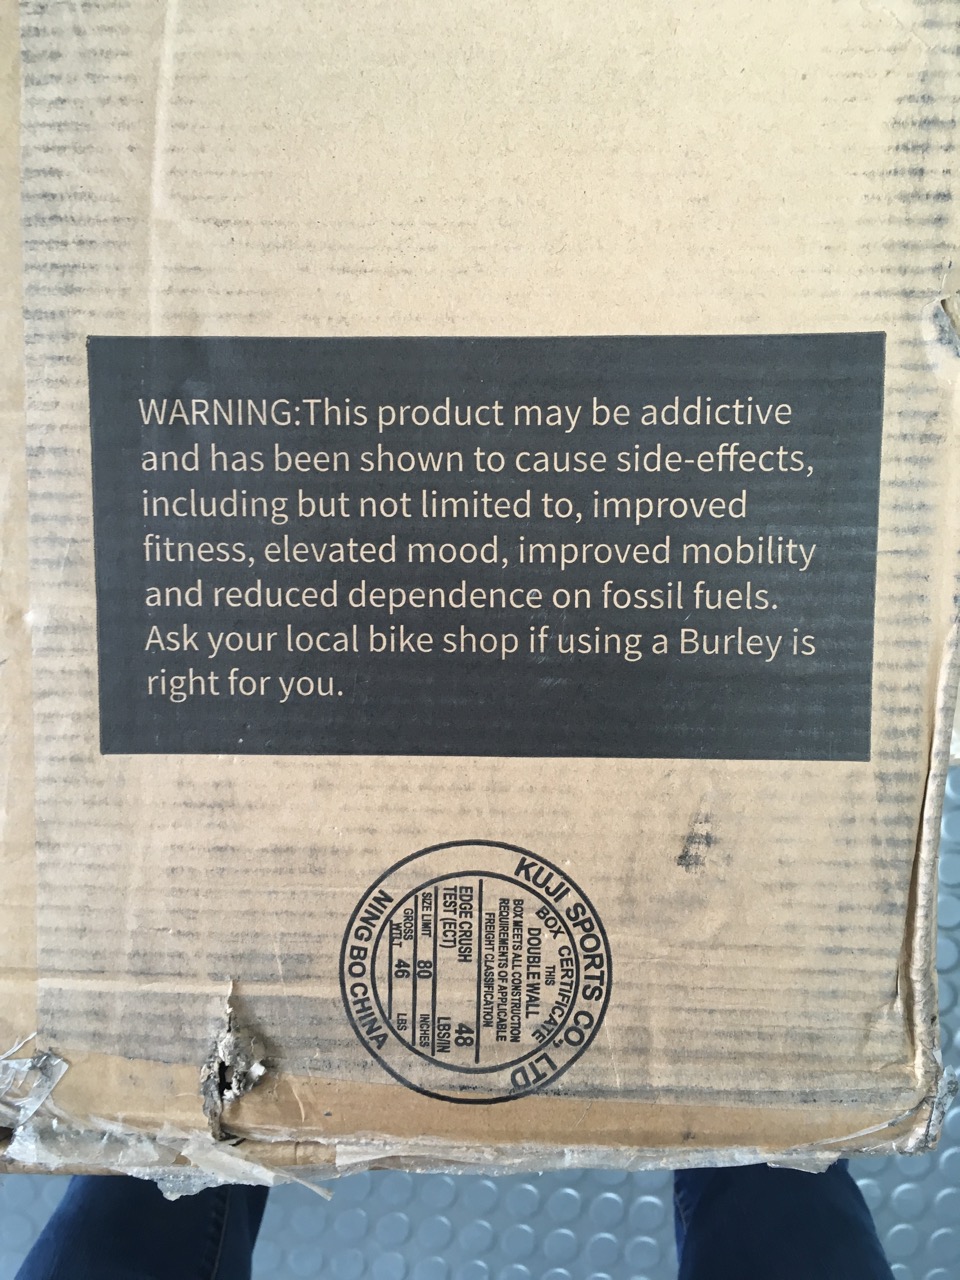 WARNING:This product may be addictive
and has been shown to cause side-effects,
including but not limited to, improved
fitness, elevated mood, improved mobility
and reduced dependence on fossil fuels.
Ask your local bike shop if using a Burley is
right for you.
KUJI SPORTS CO., LTD
BOX CERTIFICATE
THIS
DOUBLE WALL
BOX MEETS ALL CONSTRUCTION
REQUIREMENTS OF APPLICABLE
FREIGHT CLASSIFICATION
EDGE CRUSH
TEST (ECT) 48 LBS/IN
SIZE LIMIT 80 INCHES
GROSS
WT LT 46 LBS
NING BO CHINA